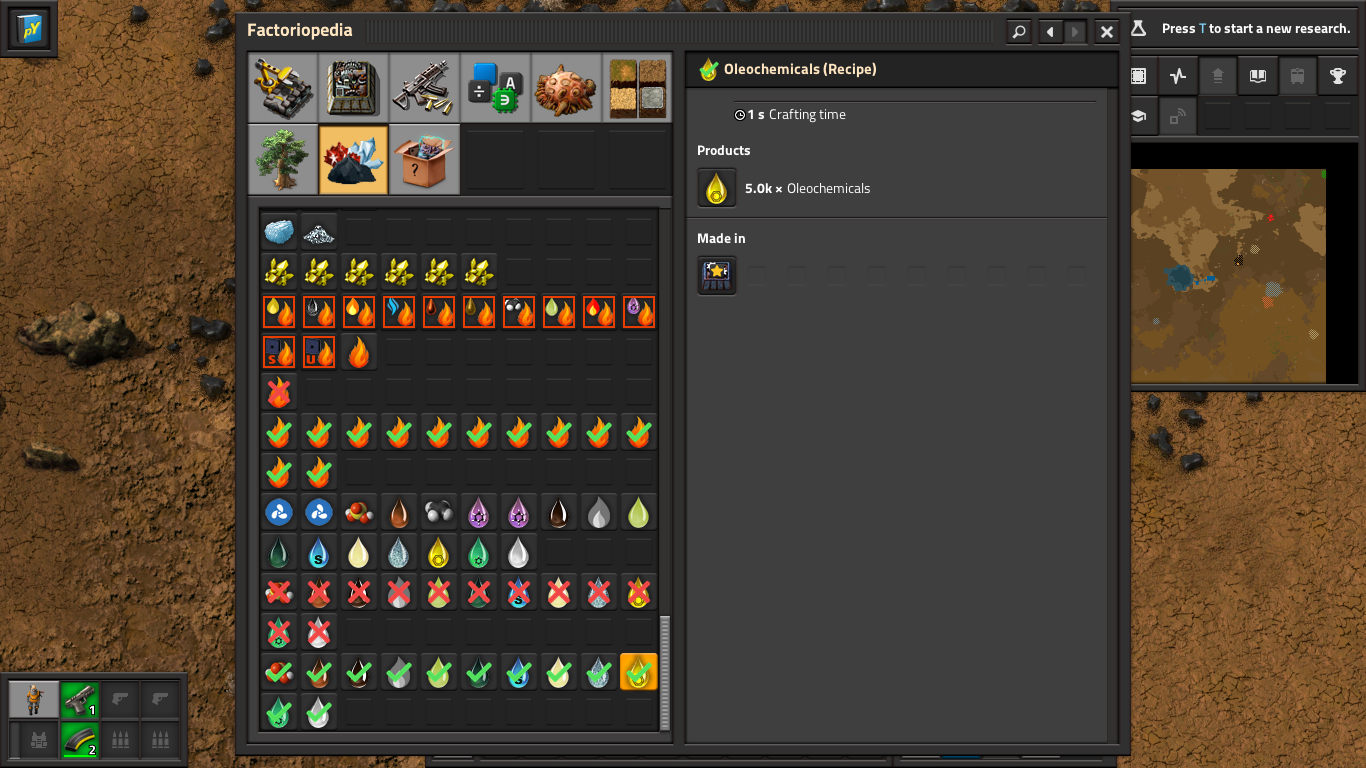 pY
Factoriopedia
Press T to start a new research.
A
Oleochemicals (Recipe)
1 s Crafting time
Products
5.0k × Oleochemicals
Made in
?
S
U
S
1
2